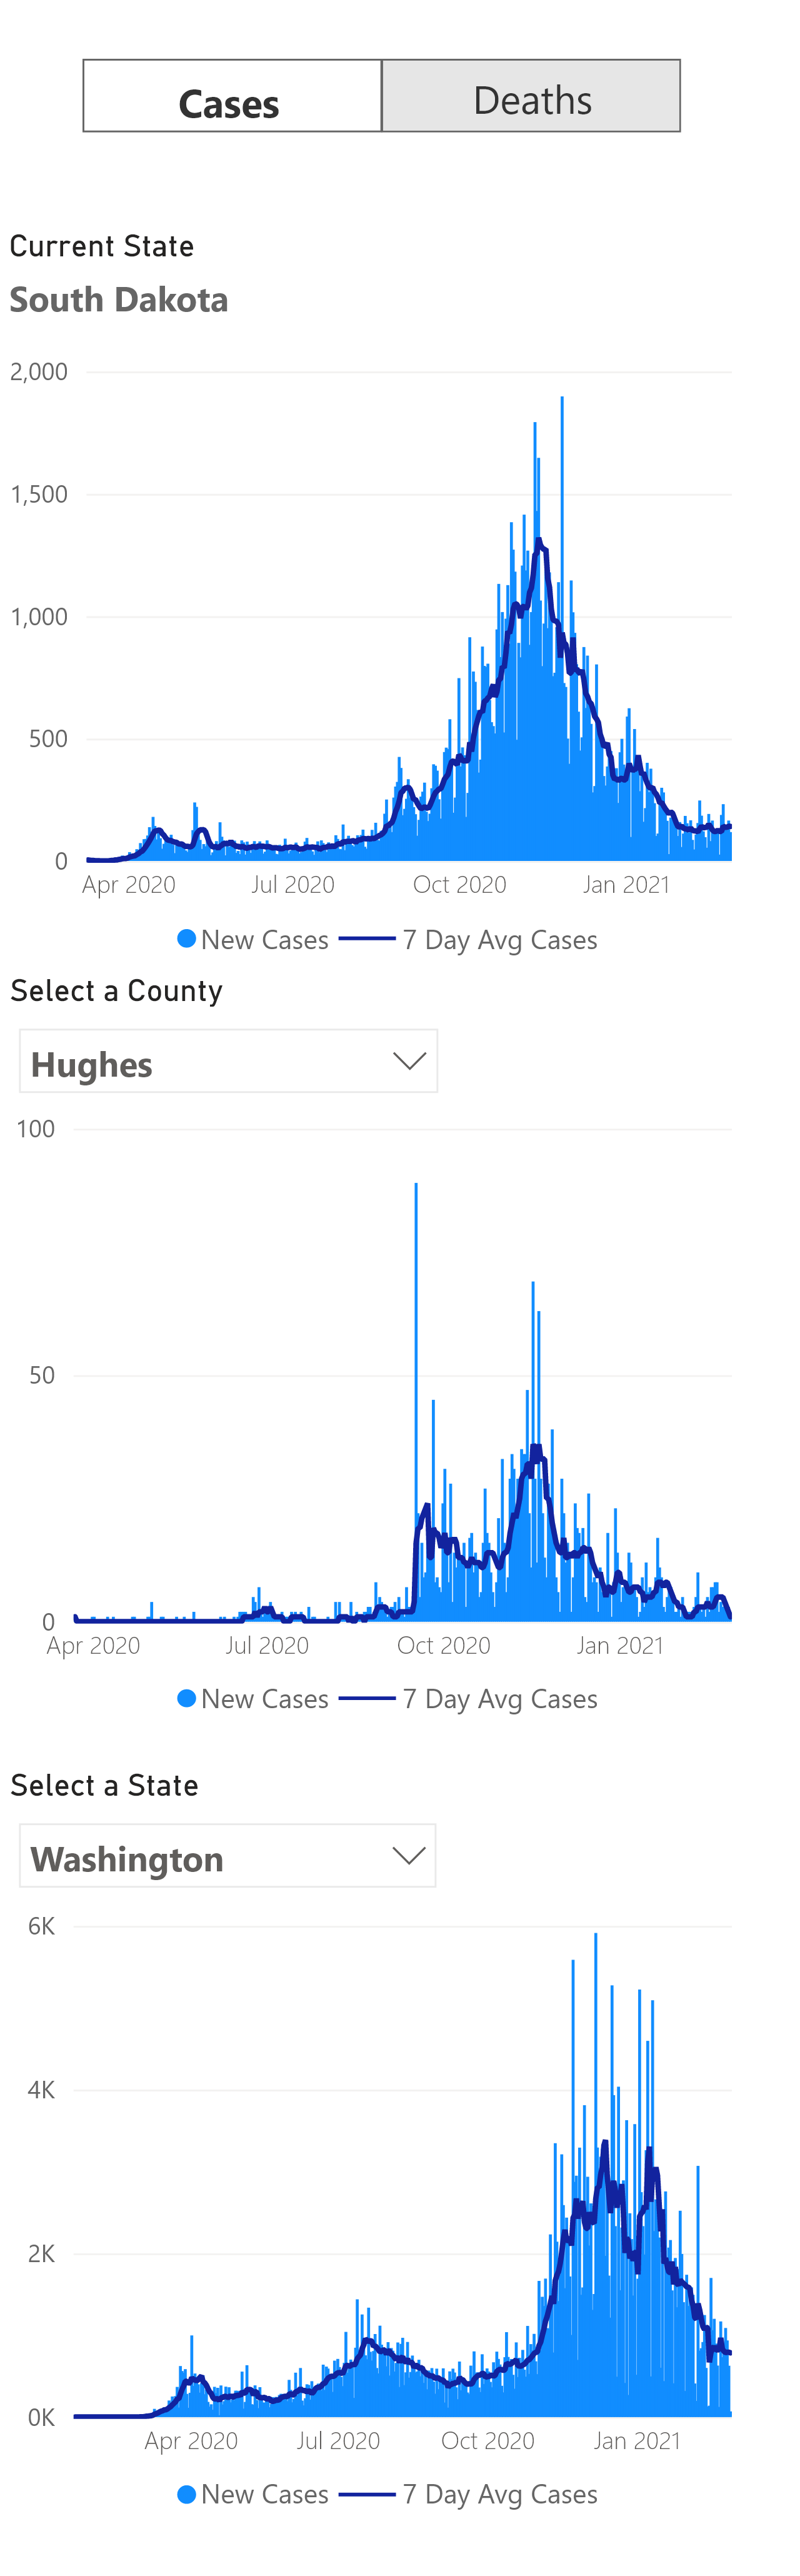 Cases Deaths
Current State
South Dakota
2,000
1,500
1,000
500
0
Apr 2020 Jul 2020 Oct 2020 Jan 2021
New Cases 7 Day Avg Cases
Select a County
Hughes
100
50
0
Apr 2020 Jul 2020 Oct 2020 Jan 2021
New Cases 7 Day Avg Cases
Select a State
Washington
6K
4K
2K
0K
Apr 2020 Jul 2020 Oct 2020 Jan 2021
New Cases 7 Day Avg Cases